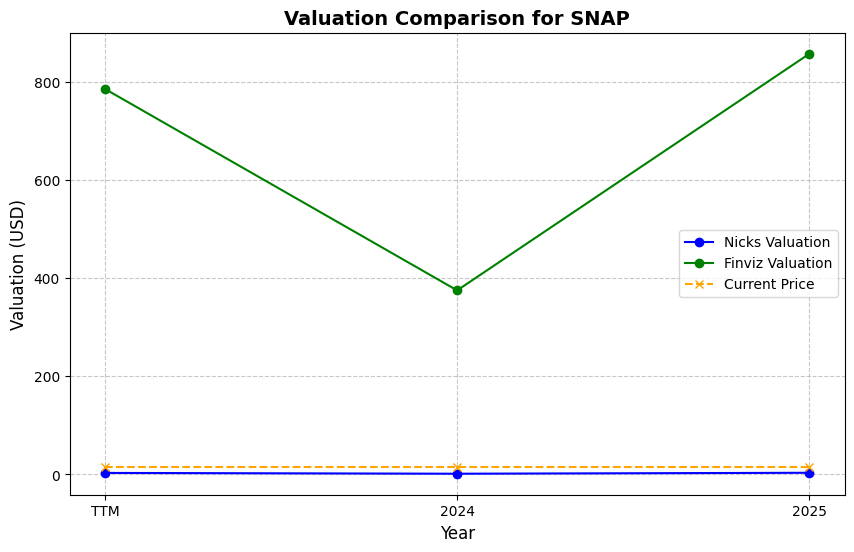 Valuation Comparison for SNAP
Valuation (USD)
800
600
400
200
0
Nicks Valuation
Finviz Valuation
Current Price
TTM
2024
2025
Year